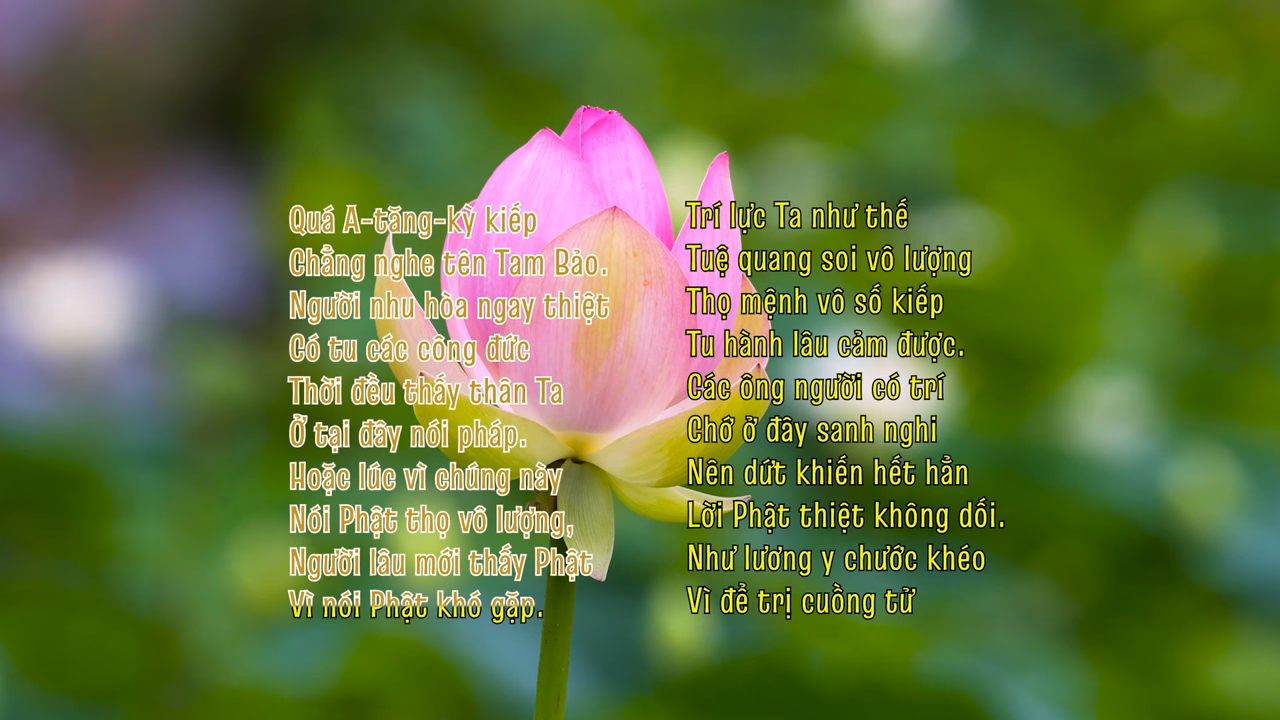 Quá A-tăng-kỳ kiếp
Chẳng nghe tên Tam Bảo.
Người nhu hòa ngay thiệt
Có tu các công đức
Thời đều thấy thân Ta
Ở tại đây nói pháp.
Hoặc lúc vì chúng này
Nói Phật thọ vô lượng,
Người lâu mới thấy Phật
Vì nói Phật khó gặp.
Trí lực Ta như thế
Tuệ quang soi vô lượng
Thọ mệnh vô số kiếp
Tu hành lâu cảm được.
Các ông người có trí
Chớ ở đây sanh nghi
Nên dứt khiến hết hẳn
Lời Phật thiệt không dối.
Như lương y chước khéo
Vì để trị cuồng tử